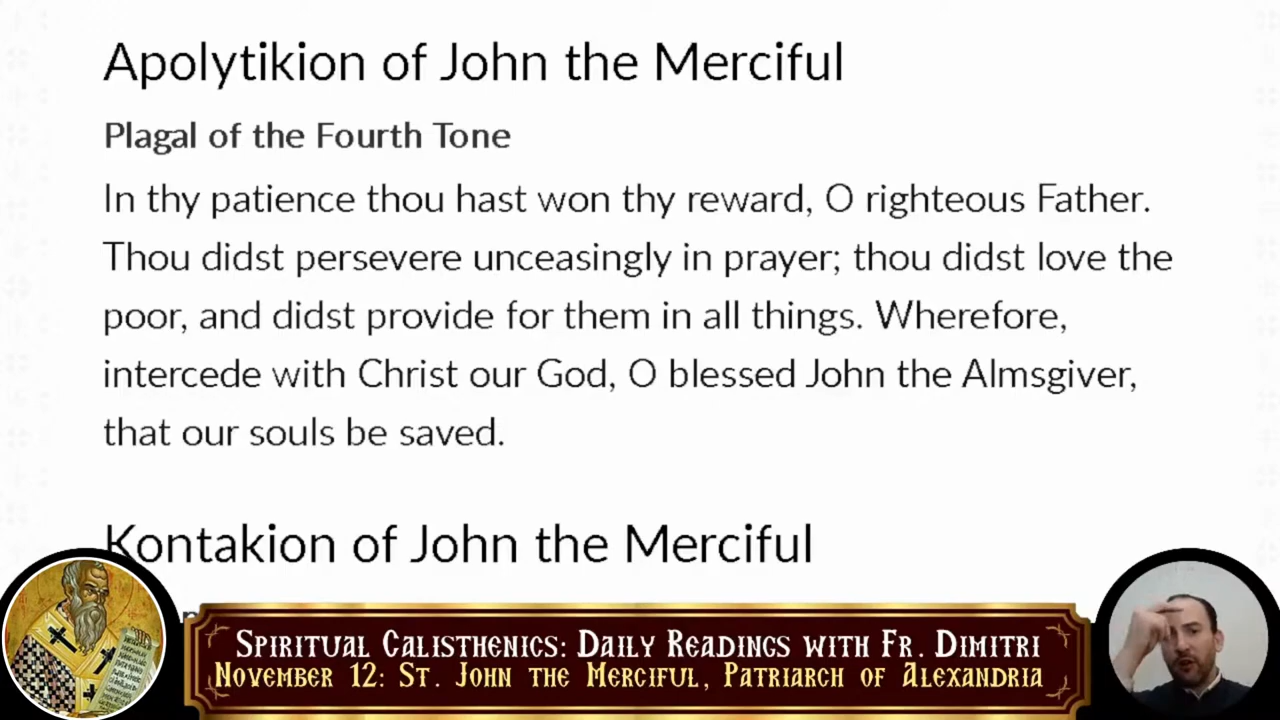 Apolytikion of John the Merciful
Plagal of the Fourth Tone
In thy patience thou hast won thy reward, O righteous Father.
Thou didst persevere unceasingly in prayer; thou didst love the
poor, and didst provide for them in all things. Wherefore,
intercede with Christ our God, O blessed John the Almsgiver,
that our souls be saved.
Kontakion of John the Merciful
Spiritual Calisthenics: Daily Readings with Fr. Dimitri
November 12: St. John the Merciful, Patriarch of Alexandria